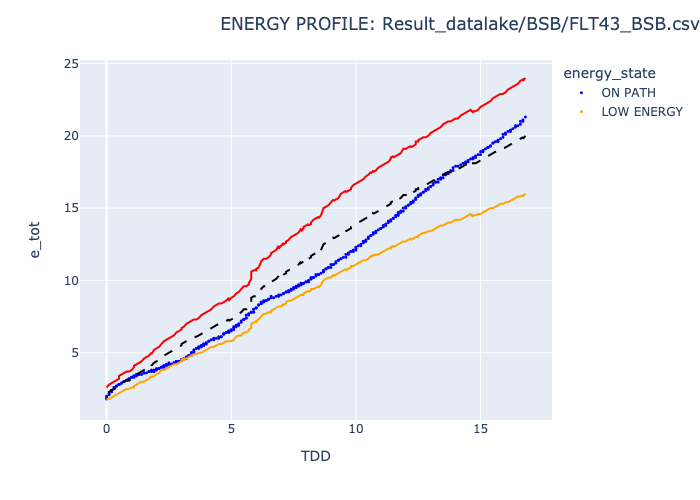 ENERGY PROFILE: Result_datalake/BSB/FLT43_BSB.csv
energy_state
ON PATH
LOW ENERGY
e_tot
25
20
15
10
5
0
5
10
15
TDD